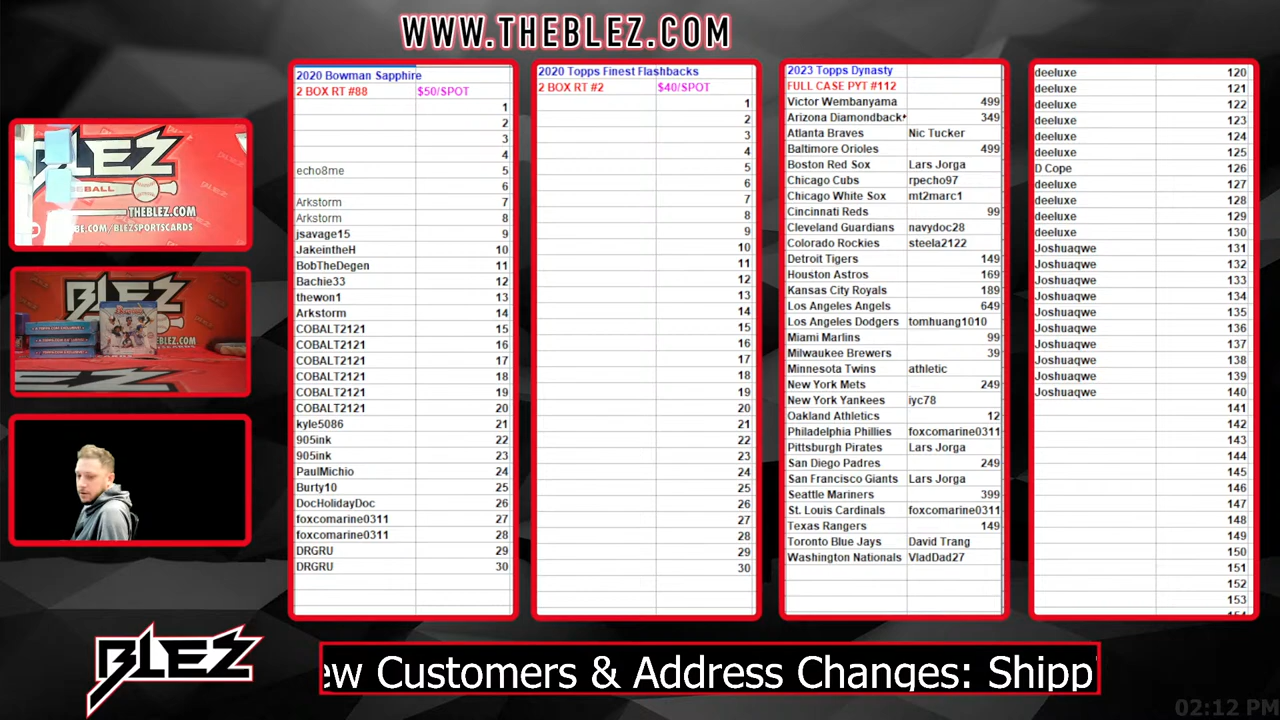 WWW.THEBLEZ.COM
2020 Bowman Sapphire
2 BOX RT #88 $50/SPOT
1
2
3
4
echo8me 5
6
Arkstorm 7
Arkstorm 8
jsavage15 9
JakeintheH 10
BobTheDegen 11
Bachie33 12
thewon1 13
Arkstorm 14
COBALT2121 15
COBALT2121 16
COBALT2121 17
COBALT2121 18
COBALT2121 19
COBALT2121 20
kyle5086 21
905ink 22
905ink 23
PaulMichio 24
Burty10 25
DocHolidayDoc 26
foxcomarine0311 27
foxcomarine0311 28
DRGRU 29
DRGRU 30
2020 Topps Finest Flashbacks
2 BOX RT #2 $40/SPOT
1
2
3
4
5
6
7
8
9
10
11
12
13
14
15
16
17
18
19
20
21
22
23
24
25
26
27
28
29
30
2023 Topps Dynasty
FULL CASE PYT #112
Victor Wembanyama 499
Arizona Diamondback 349
Atlanta Braves Nic Tucker
Baltimore Orioles 499
Boston Red Sox Lars Jorga
Chicago Cubs rpecho97
Chicago White Sox mt2marc1
Cincinnati Reds 99
Cleveland Guardians navydoc28
Colorado Rockies steela2122
Detroit Tigers 149
Houston Astros 169
Kansas City Royals 189
Los Angeles Angels 649
Los Angeles Dodgers tomhuang1010
Miami Marlins 99
Milwaukee Brewers 39
Minnesota Twins athletic
New York Mets 249
New York Yankees iyc78
Oakland Athletics 12
Philadelphia Phillies foxcomarine0311
Pittsburgh Pirates Lars Jorga
San Diego Padres 249
San Francisco Giants Lars Jorga
Seattle Mariners 399
St. Louis Cardinals foxcomarine0311
Texas Rangers 149
Toronto Blue Jays David Trang
Washington Nationals VladDad27
deeluxe 120
deeluxe 121
deeluxe 122
deeluxe 123
deeluxe 124
deeluxe 125
D Cope 126
deeluxe 127
deeluxe 128
deeluxe 129
deeluxe 130
Joshuaqwe 131
Joshuaqwe 132
Joshuaqwe 133
Joshuaqwe 134
Joshuaqwe 135
Joshuaqwe 136
Joshuaqwe 137
Joshuaqwe 138
Joshuaqwe 139
Joshuaqwe 140
141
142
143
144
145
146
147
148
149
150
151
152
153
BLEZ
THEBLEZ.COM
BE.COM/BLEZSPORTSCARDS
BLEZ
THEBLEZ.COM
BLEZ
ew Customers & Address Changes: Shipp
02:12 PM